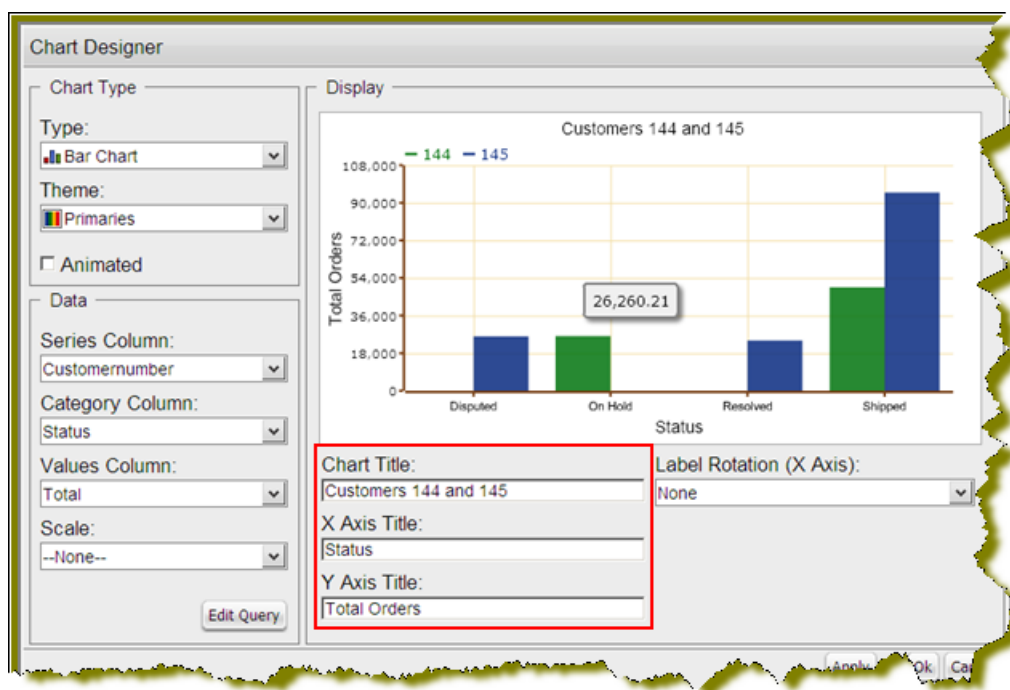 Chart Designer
Chart Type
Type:
Bar Chart
Theme:
Primaries
Animated
Data
Series Column:
Customernumber
Category Column:
Status
Values Column:
Total
Scale:
--None--
Edit Query
Display
Customers 144 and 145
144 145
108,000
90,000
72,000
54,000
36,000
18,000
0
Total Orders
26,260.21
Disputed On Hold Resolved Shipped
Status
Chart Title:
Customers 144 and 145
X Axis Title:
Status
Y Axis Title:
Total Orders
Label Rotation (X Axis):
None
Apply Ok